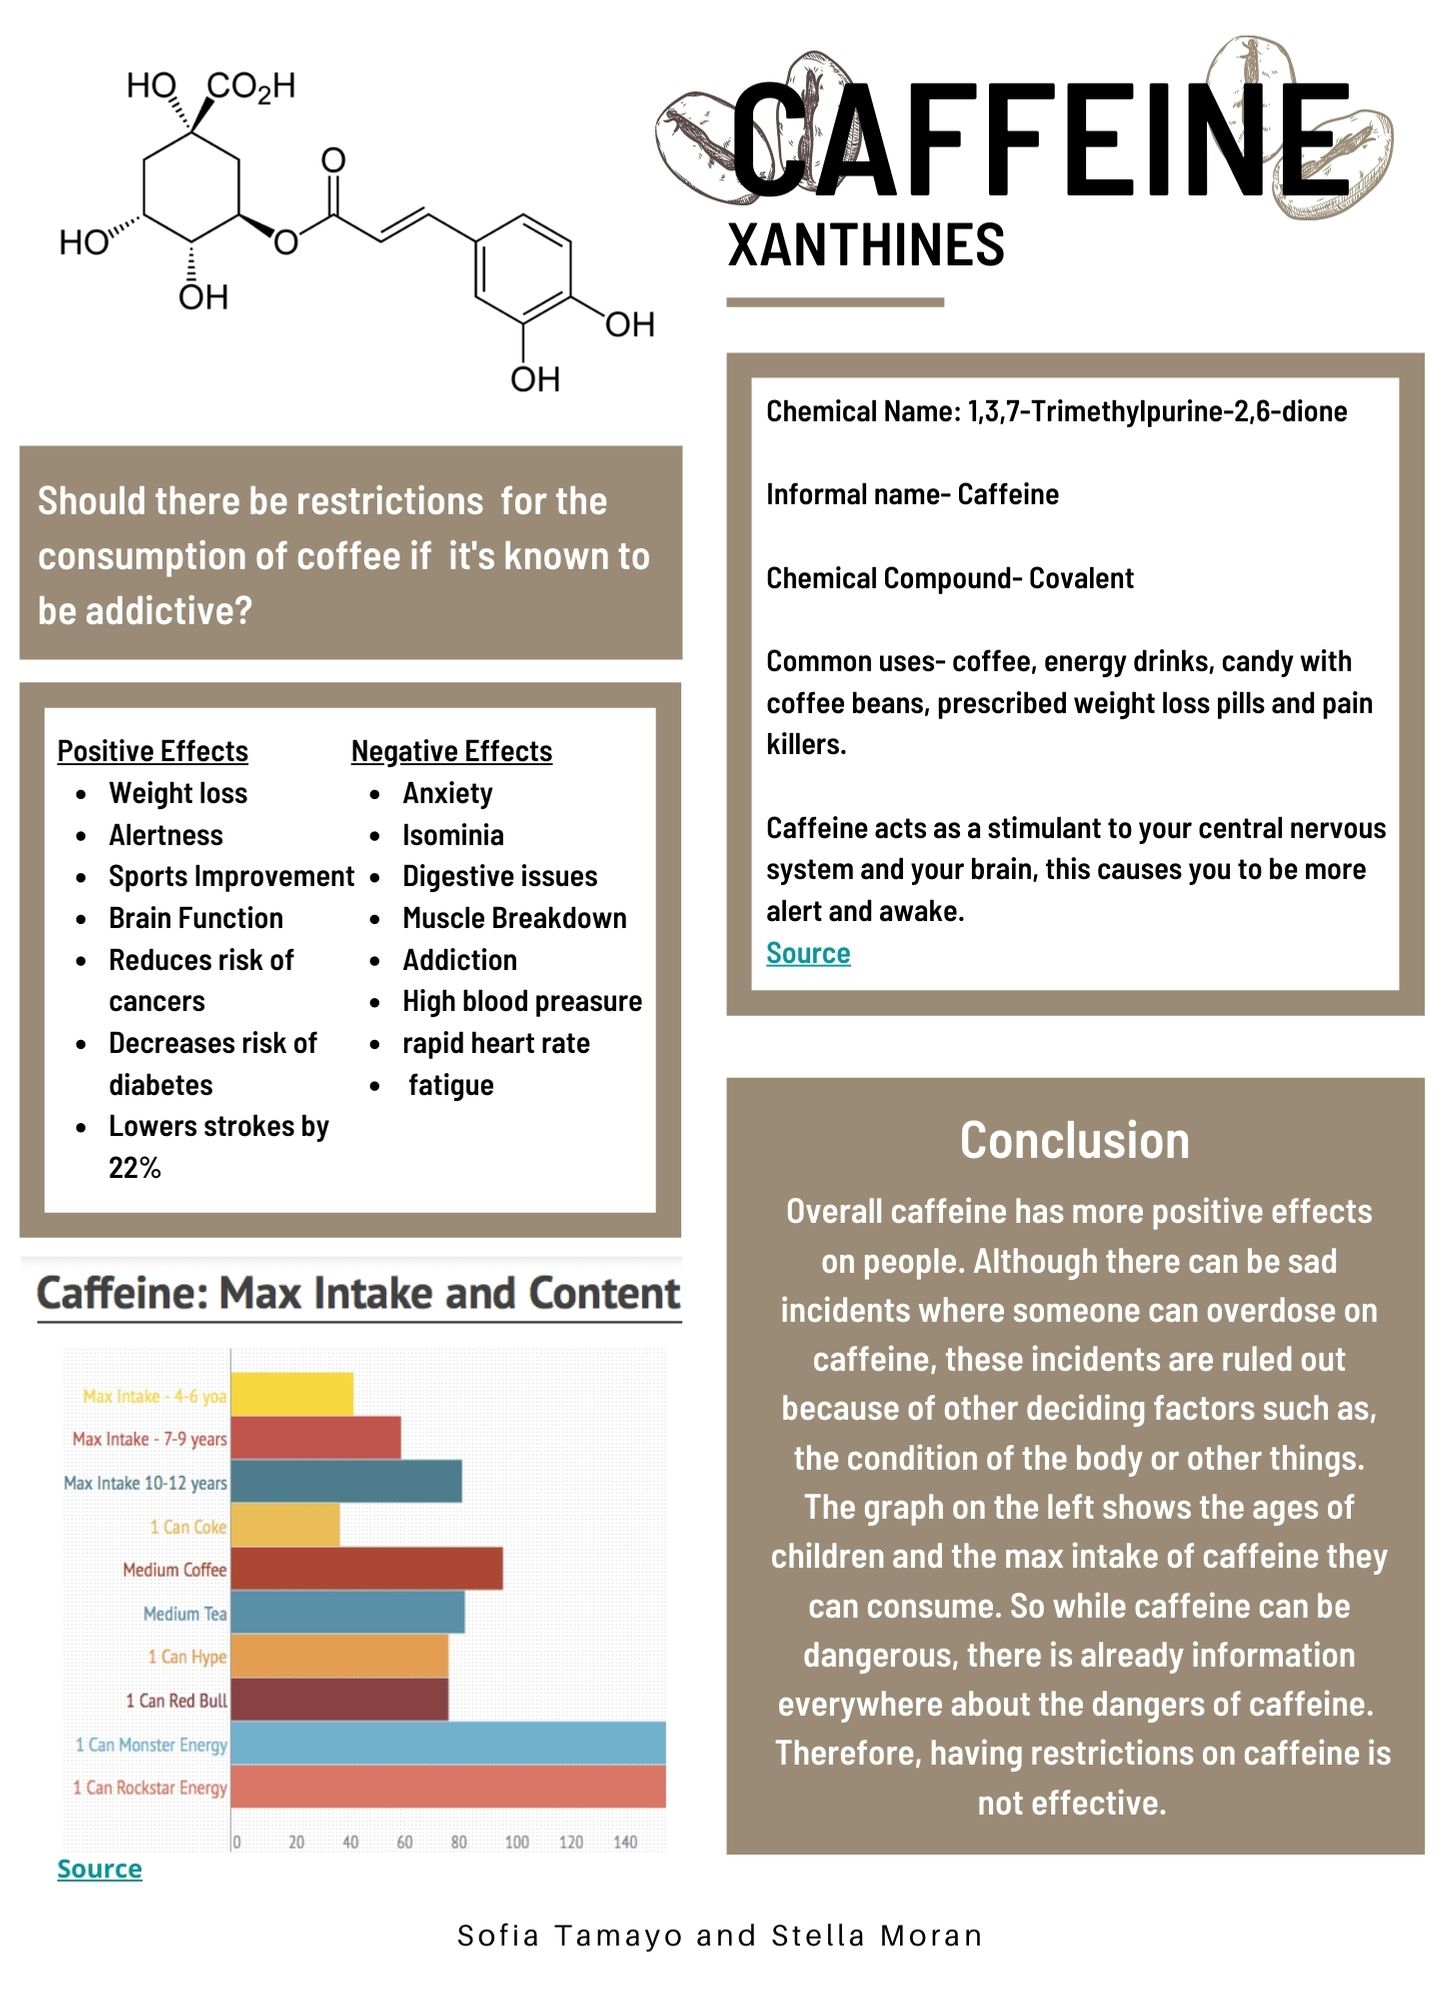 HO CO2H
O
HO
O
OH
OH
OH
CAFFEINE
XANTHINES
Should there be restrictions for the
consumption of coffee if it's known to
be addictive?
Positive Effects
Weight loss
Alertness
Sports Improvement
Brain Function
Reduces risk of
cancers
Decreases risk of
diabetes
Lowers strokes by
22%
Negative Effects
Anxiety
Isominia
Digestive issues
Muscle Breakdown
Addiction
High blood preasure
rapid heart rate
fatigue
Caffeine: Max Intake and Content
Max Intake - 4-6 yoa
Max Intake - 7-9 years
Max Intake 10-12 years
1 Can Coke
Medium Coffee
Medium Tea
1 Can Hype
1 Can Red Bull
1 Can Monster Energy
1 Can Rockstar Energy
0 20 40 60 80 100 120 140
Source
Chemical Name: 1,3,7-Trimethylpurine-2,6-dione
Informal name- Caffeine
Chemical Compound- Covalent
Common uses- coffee, energy drinks, candy with
coffee beans, prescribed weight loss pills and pain
killers.
Caffeine acts as a stimulant to your central nervous
system and your brain, this causes you to be more
alert and awake.
Source
Conclusion
Overall caffeine has more positive effects
on people. Although there can be sad
incidents where someone can overdose on
caffeine, these incidents are ruled out
because of other deciding factors such as,
the condition of the body or other things.
The graph on the left shows the ages of
children and the max intake of caffeine they
can consume. So while caffeine can be
dangerous, there is already information
everywhere about the dangers of caffeine.
Therefore, having restrictions on caffeine is
not effective.
Sofia Tamayo and Stella Moran